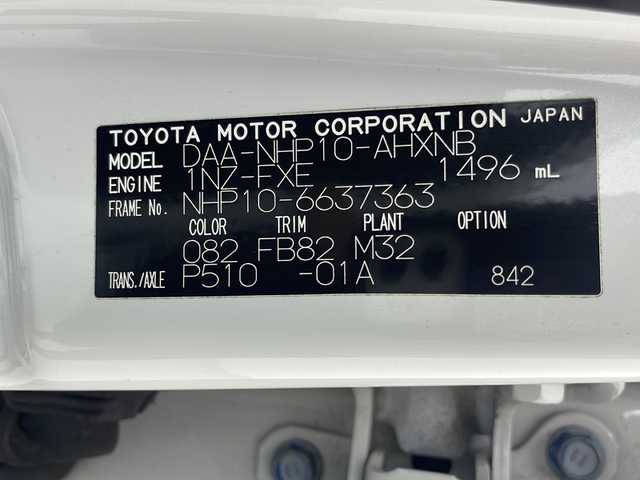 TOYOTA MOTOR CORPORATION JAPAN
MODEL DAA-NHP10-AHXNB
ENGINE 1NZ-FXE 1496 mL
FRAME No. NHP10-6637363
COLOR TRIM PLANT OPTION
082 FB82 M32
TRANS./AXLE P510 -01A 842